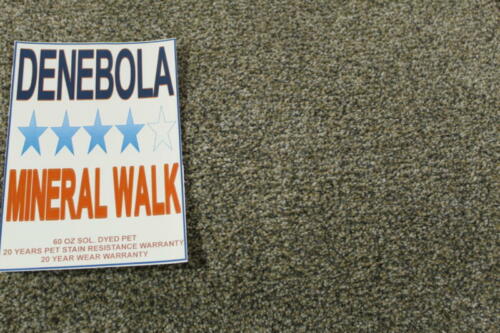 DENEBOLA
MINERAL WALK
60 OZ SOL. DYED PET
20 YEARS PET STAIN RESISTANCE WARRANTY
20 YEAR WEAR WARRANTY